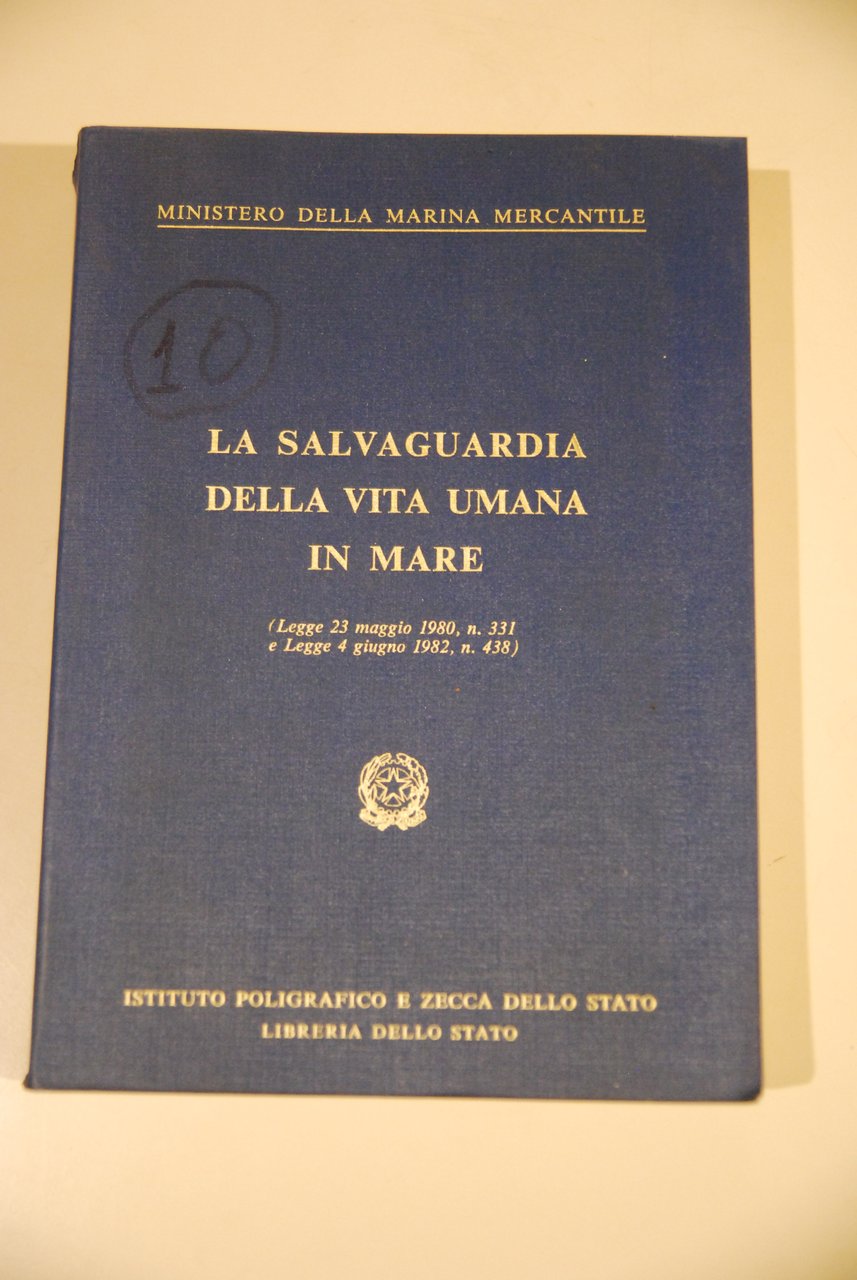 MINISTERO DELLA MARINA MERCANTILE
10
LA SALVAGUARDIA
DELLA VITA UMANA
IN MARE
(Legge 23 maggio 1980, n. 331
e Legge 4 giugno 1982, n. 438)
ISTITUTO POLIGRAFICO E ZECCA DELLO STATO
LIBRERIA DELLO STATO